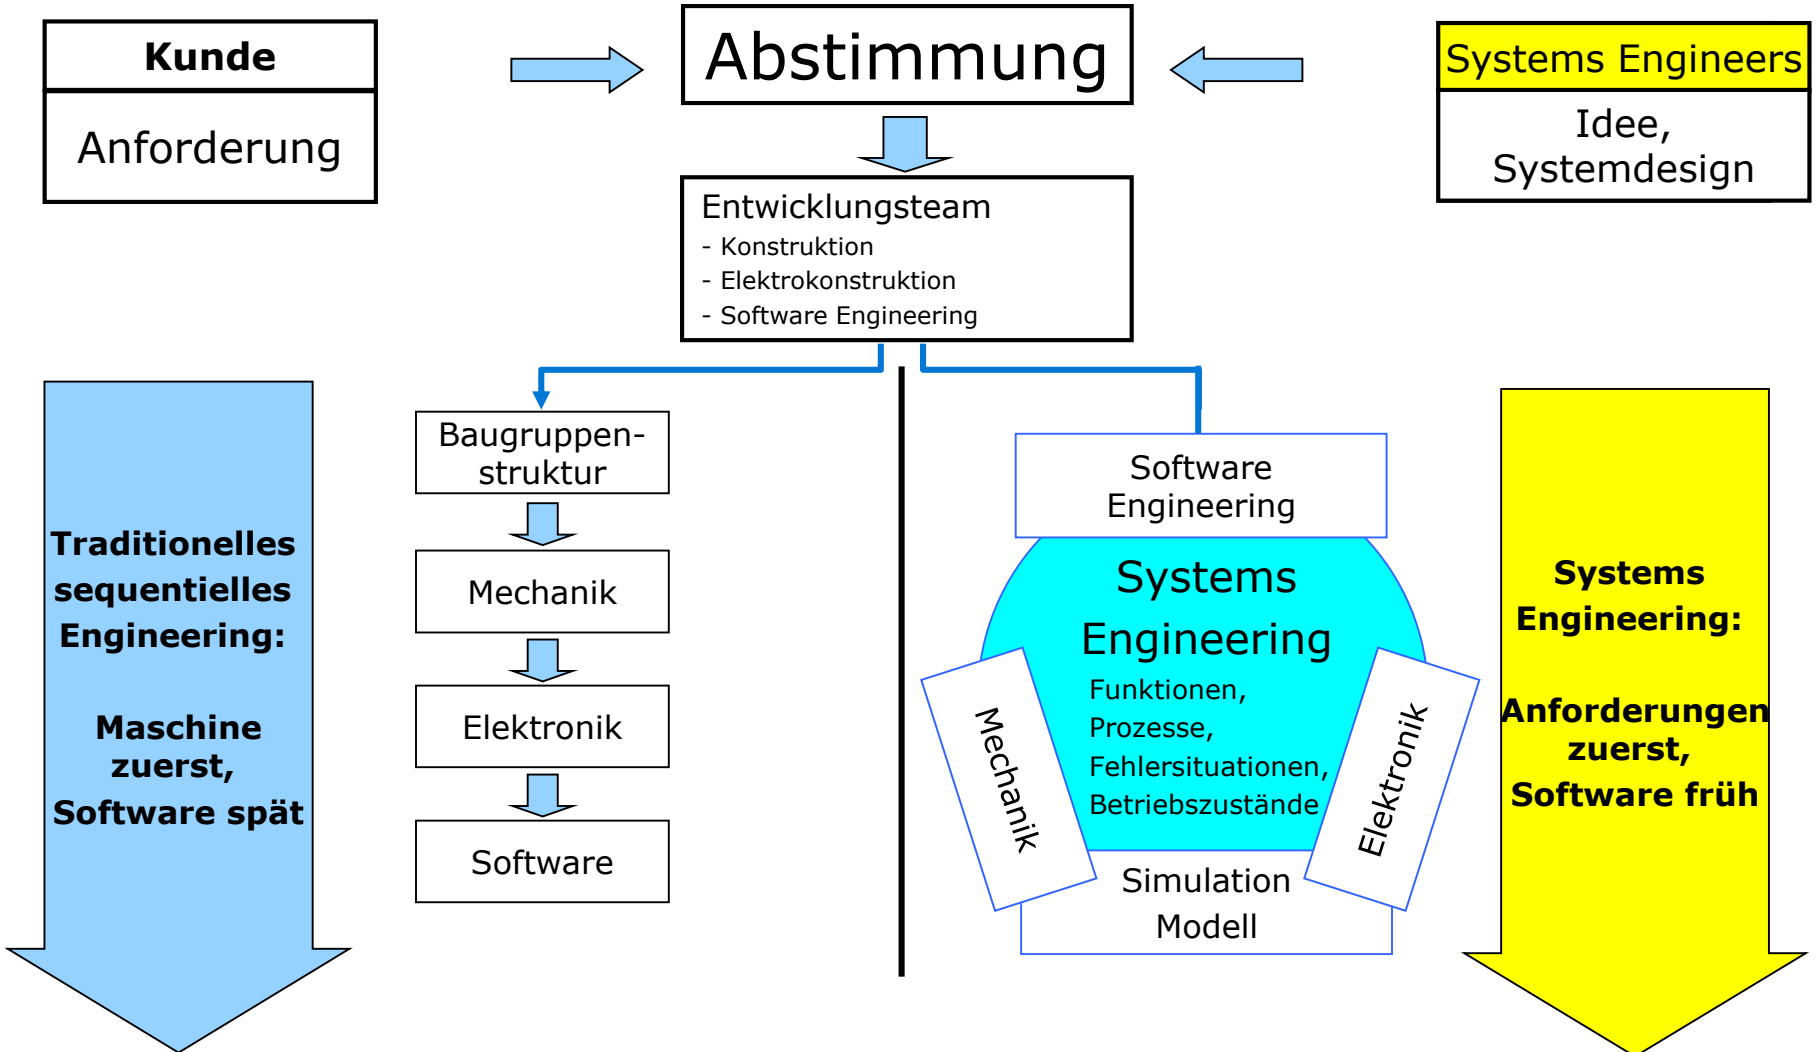 Kunde
Anforderung
Abstimmung
Systems Engineers
Idee,
Systemdesign
Entwicklungsteam
- Konstruktion
- Elektrokonstruktion
- Software Engineering
Traditionelles
sequentielles
Engineering:
Maschine
zuerst,
Software spät
Baugruppen-
struktur
Mechanik
Elektronik
Software
Software
Engineering
Systems
Engineering
Funktionen,
Prozesse,
Fehlersituationen,
Betriebszustände
Mechanik
Elektronik
Simulation
Modell
Systems
Engineering:
Anforderungen
zuerst,
Software früh